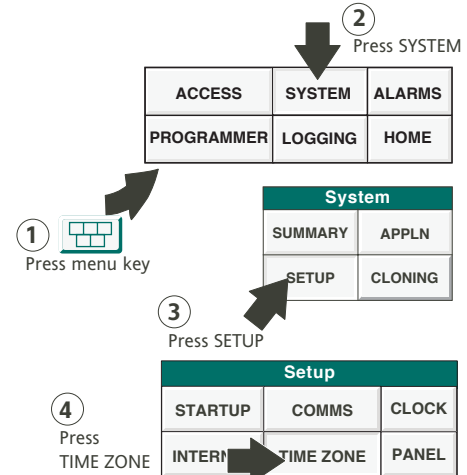 2
Press SYSTEM
ACCESS SYSTEM ALARMS
PROGRAMMER LOGGING HOME
1
Press menu key
System
SUMMARY APPLN
SETUP CLONING
3
Press SETUP
Setup
STARTUP COMMS CLOCK
4
Press
TIME ZONE
TIME ZONE PANEL